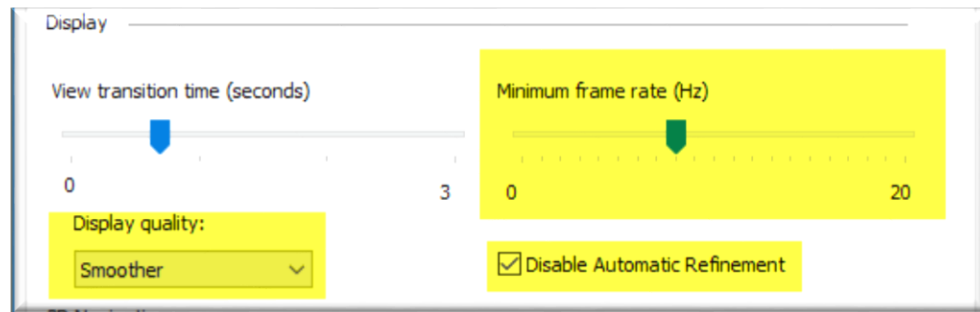 Display
View transition time (seconds)
Minimum frame rate (Hz)
0
3
0
20
Display quality:
Smoother
Disable Automatic Refinement